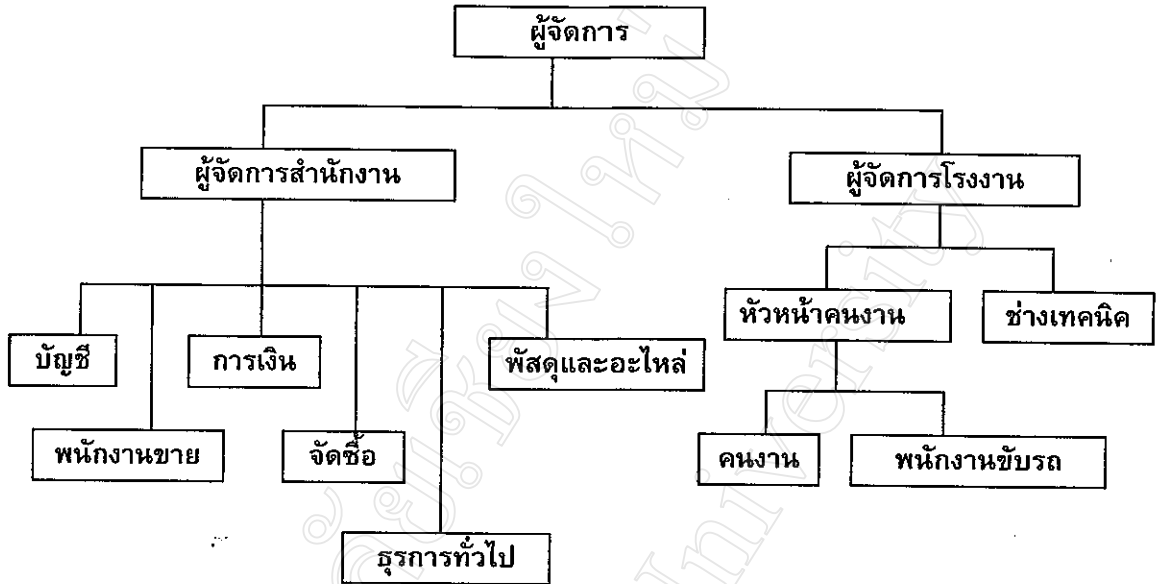 ผู้จัดการ
ผู้จัดการสำนักงาน
ผู้จัดการโรงงาน
บัญชี
การเงิน
พัสดุและอะไหล่
หัวหน้าคนงาน
ช่างเทคนิค
พนักงานขาย
จัดซื้อ
คนงาน
พนักงานขับรถ
ธุรการทั่วไป
University